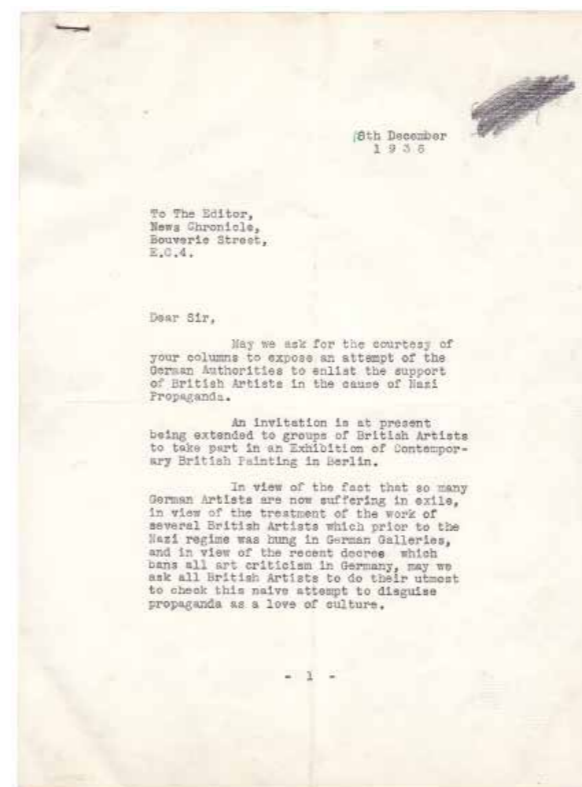 8th December
1 9 3 6
To The Editor,
News Chronicle,
Bouverie Street,
E.C.4.
Dear Sir,
May we ask for the courtesy of
your columns to expose an attempt of the
German Authorities to enlist the support
of British Artists in the cause of Nazi
Propaganda.
An invitation is at present
being extended to groups of British Artists
to take part in an Exhibition of Contempor-
ary British Painting in Berlin.
In view of the fact that so many
German Artists are now suffering in exile,
in view of the treatment of the work of
several British Artists which prior to the
Nazi regime was hung in German Galleries,
and in view of the recent decree which
bans all art criticism in Germany, may we
ask all British Artists to do their utmost
to check this naive attempt to disguise
propaganda as a love of culture.
- 1 -